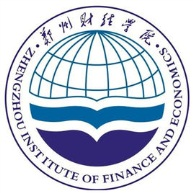 郑州财经学院
ZHENGZHOU INSTITUTE OF FINANCE AND ECONOMICS